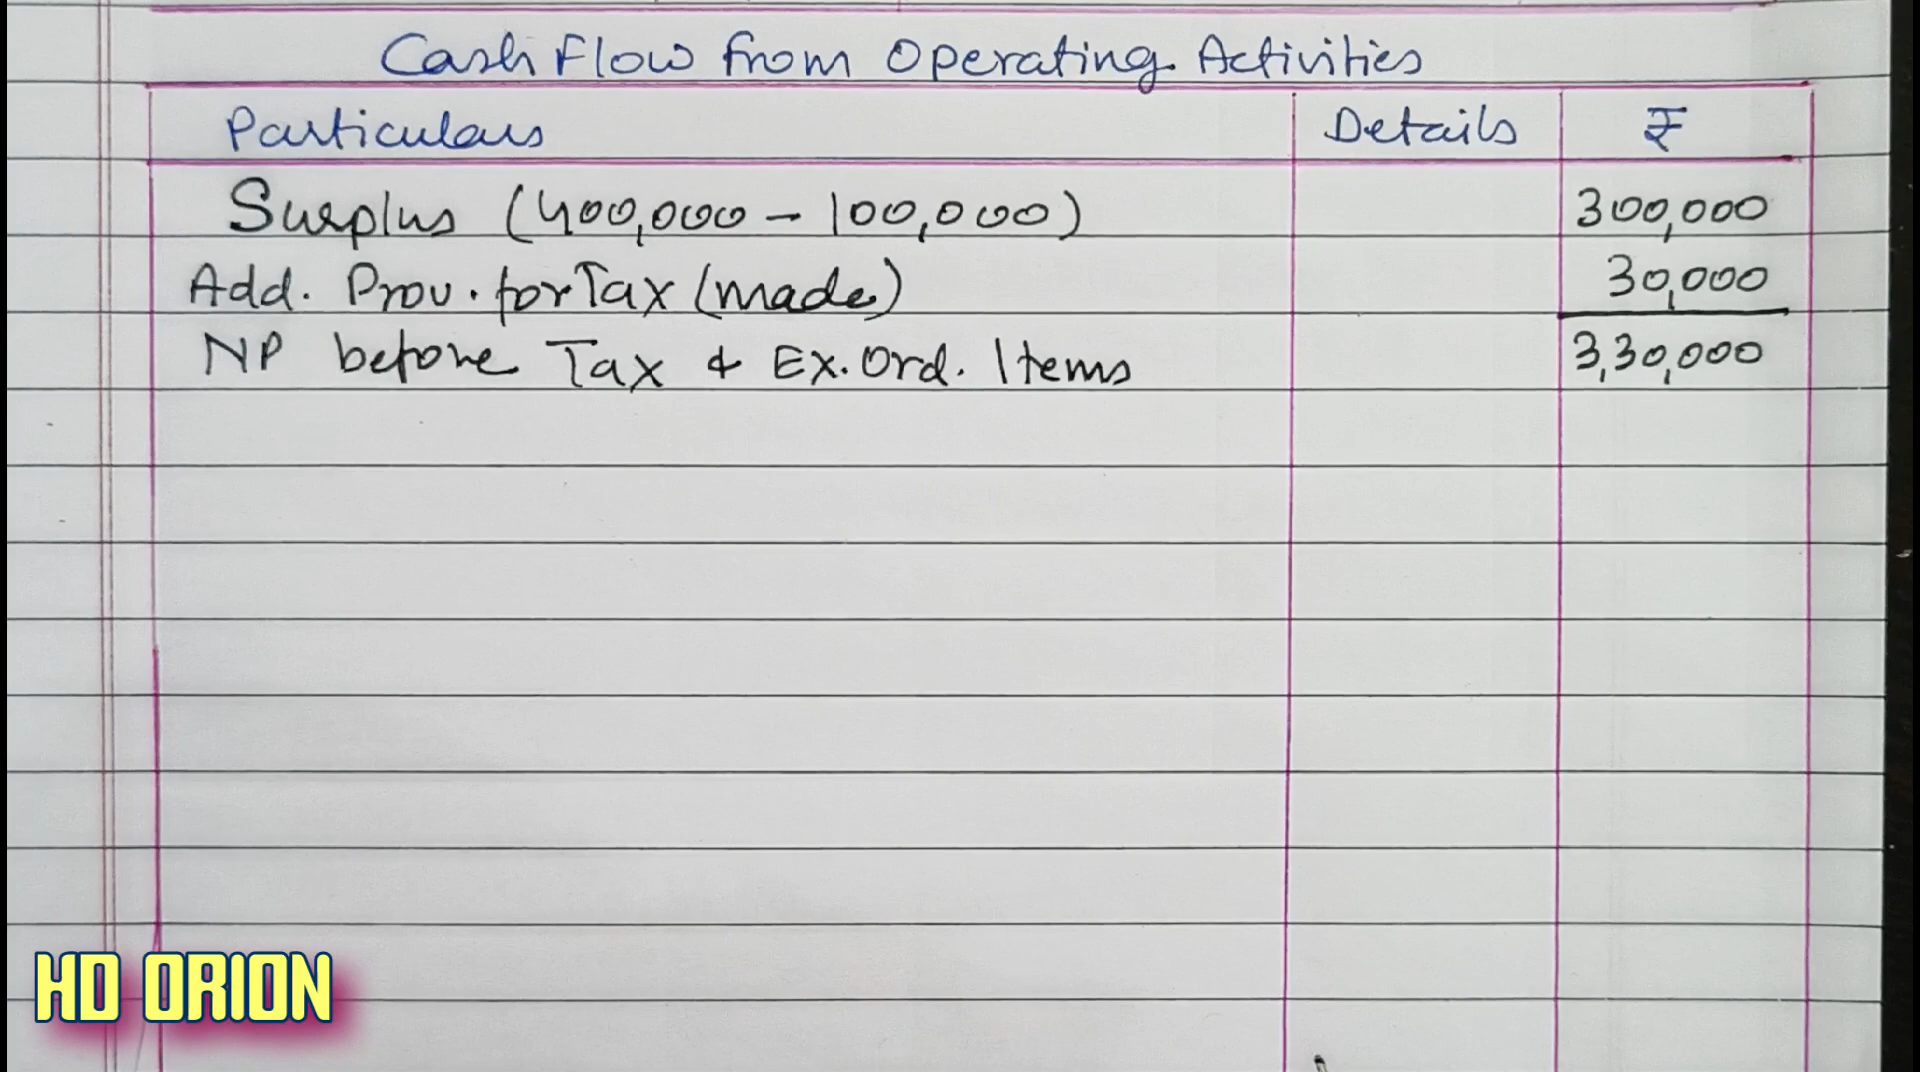 Cash Flow from Operating Activities
Particulars Details ₹
Surplus (400,000 - 100,000) 300,000
Add. Prov. for Tax (made) 30,000
NP before Tax & Ex. Ord. Items 3,30,000
HD ORION